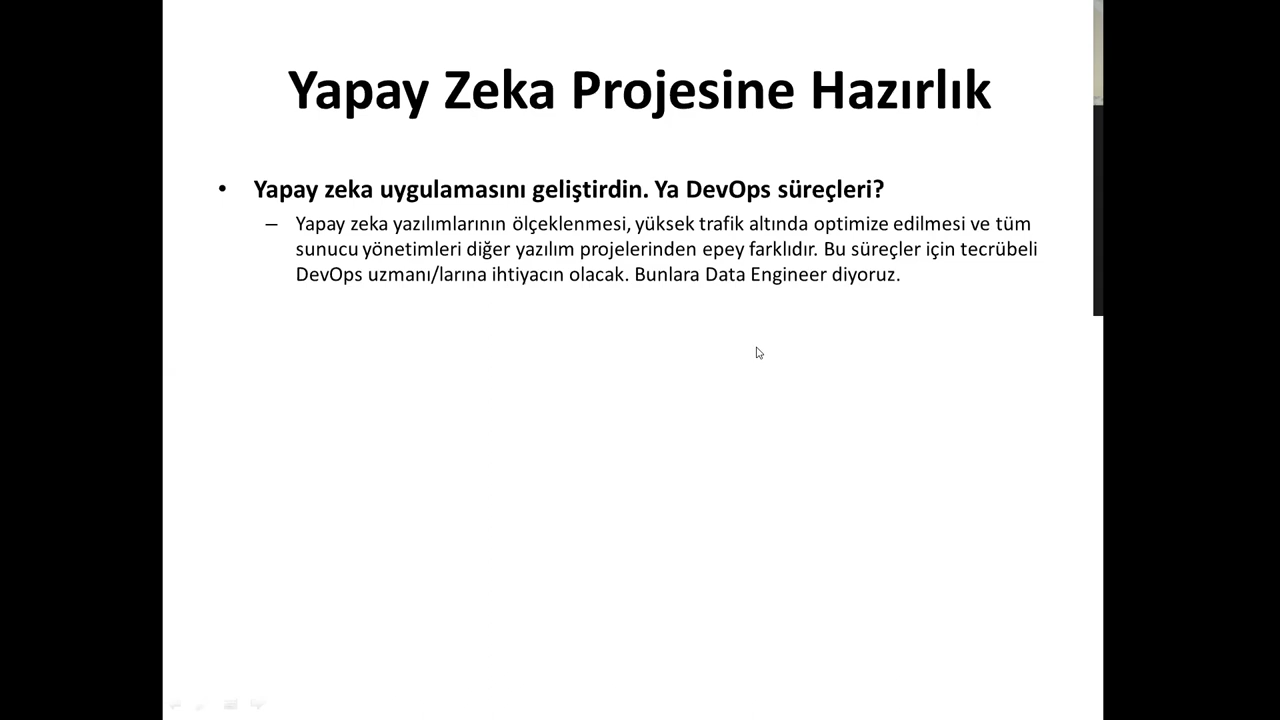 Yapay Zeka Projesine Hazırlık
• Yapay zeka uygulamasını geliştirdin. Ya DevOps süreçleri?
– Yapay zeka yazılımlarının ölçeklenmesi, yüksek trafik altında optimize edilmesi ve tüm
sunucu yönetimleri diğer yazılım projelerinden epey farklıdır. Bu süreçler için tecrübeli
DevOps uzmanı/larına ihtiyacın olacak. Bunlara Data Engineer diyoruz.